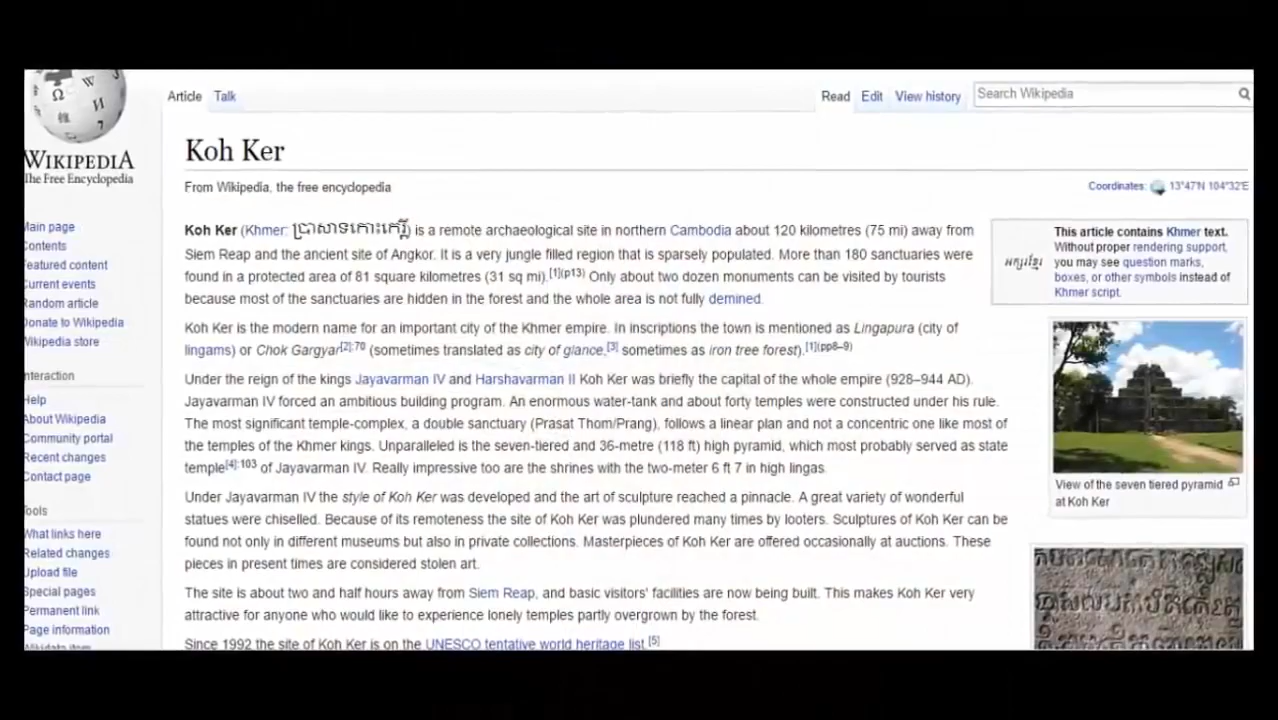 WIKIPEDIA
The Free Encyclopedia
Main page
Contents
Featured content
Current events
Random article
Donate to Wikipedia
Wikipedia store
Interaction
Help
About Wikipedia
Community portal
Recent changes
Contact page
Tools
What links here
Related changes
Upload file
Special pages
Permanent link
Page information
Wikidata item
Article Talk
Read Edit View history
Search Wikipedia
Koh Ker
From Wikipedia, the free encyclopedia
Coordinates: 13°47′N 104°32′E
Koh Ker (Khmer: ប្រាសាទកោះកេរ្តិ៍) is a remote archaeological site in northern Cambodia about 120 kilometres (75 mi) away from
Siem Reap and the ancient site of Angkor. It is a very jungle filled region that is sparsely populated. More than 180 sanctuaries were
found in a protected area of 81 square kilometres (31 sq mi).[1](p13) Only about two dozen monuments can be visited by tourists
because most of the sanctuaries are hidden in the forest and the whole area is not fully demined.
Koh Ker is the modern name for an important city of the Khmer empire. In inscriptions the town is mentioned as Lingapura (city of
lingams) or Chok Gargyar[2]:70 (sometimes translated as city of glance,[3] sometimes as iron tree forest).[1](pp8–9)
Under the reign of the kings Jayavarman IV and Harshavarman II Koh Ker was briefly the capital of the whole empire (928–944 AD).
Jayavarman IV forced an ambitious building program. An enormous water-tank and about forty temples were constructed under his rule.
The most significant temple-complex, a double sanctuary (Prasat Thom/Prang), follows a linear plan and not a concentric one like most of
the temples of the Khmer kings. Unparalleled is the seven-tiered and 36-metre (118 ft) high pyramid, which most probably served as state
temple[4]:103 of Jayavarman IV. Really impressive too are the shrines with the two-meter 6 ft 7 in high lingas.
Under Jayavarman IV the style of Koh Ker was developed and the art of sculpture reached a pinnacle. A great variety of wonderful
statues were chiselled. Because of its remoteness the site of Koh Ker was plundered many times by looters. Sculptures of Koh Ker can be
found not only in different museums but also in private collections. Masterpieces of Koh Ker are offered occasionally at auctions. These
pieces in present times are considered stolen art.
The site is about two and half hours away from Siem Reap, and basic visitors' facilities are now being built. This makes Koh Ker very
attractive for anyone who would like to experience lonely temples partly overgrown by the forest.
Since 1992 the site of Koh Ker is on the UNESCO tentative world heritage list.[5]
អក្សរខ្មែរ
This article contains Khmer text.
Without proper rendering support,
you may see question marks,
boxes, or other symbols instead of
Khmer script.
View of the seven tiered pyramid
at Koh Ker